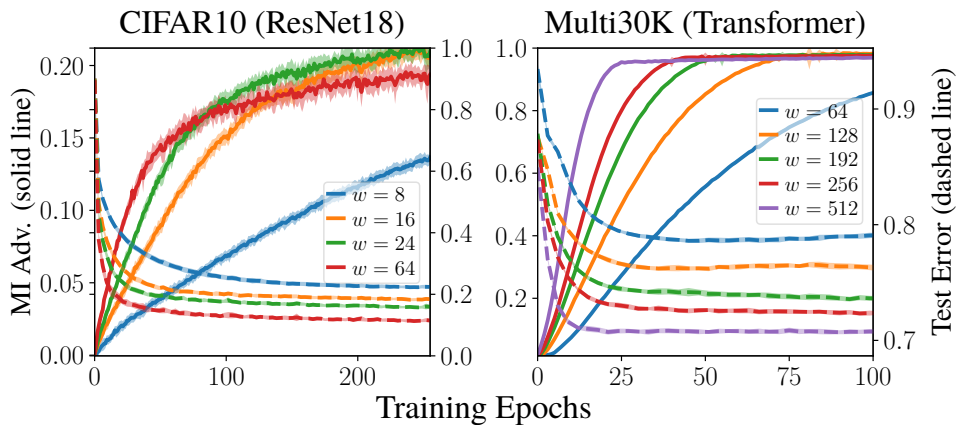 CIFAR10 (ResNet18)
Multi30K (Transformer)
MI Adv. (solid line)
0.20
0.15
0.10
0.05
0.00
1.0
0.8
0.6
0.4
0.2
0.0
0
100
200
w = 8
w = 16
w = 24
w = 64
1.0
0.8
0.6
0.4
0.2
0.9
0.8
0.7
0
25
50
75
100
w = 64
w = 128
w = 192
w = 256
w = 512
Test Error (dashed line)
Training Epochs